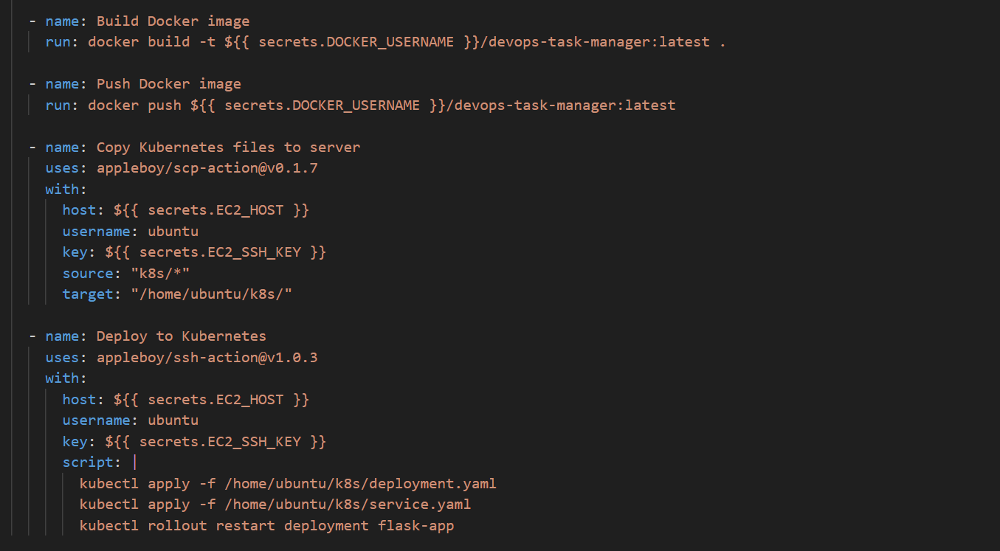 - name: Build Docker image
  run: docker build -t ${{ secrets.DOCKER_USERNAME }}/devops-task-manager:latest .

- name: Push Docker image
  run: docker push ${{ secrets.DOCKER_USERNAME }}/devops-task-manager:latest

- name: Copy Kubernetes files to server
  uses: appleboy/scp-action@v0.1.7
  with:
    host: ${{ secrets.EC2_HOST }}
    username: ubuntu
    key: ${{ secrets.EC2_SSH_KEY }}
    source: "k8s/*"
    target: "/home/ubuntu/k8s/"

- name: Deploy to Kubernetes
  uses: appleboy/ssh-action@v1.0.3
  with:
    host: ${{ secrets.EC2_HOST }}
    username: ubuntu
    key: ${{ secrets.EC2_SSH_KEY }}
    script: |
      kubectl apply -f /home/ubuntu/k8s/deployment.yaml
      kubectl apply -f /home/ubuntu/k8s/service.yaml
      kubectl rollout restart deployment flask-app